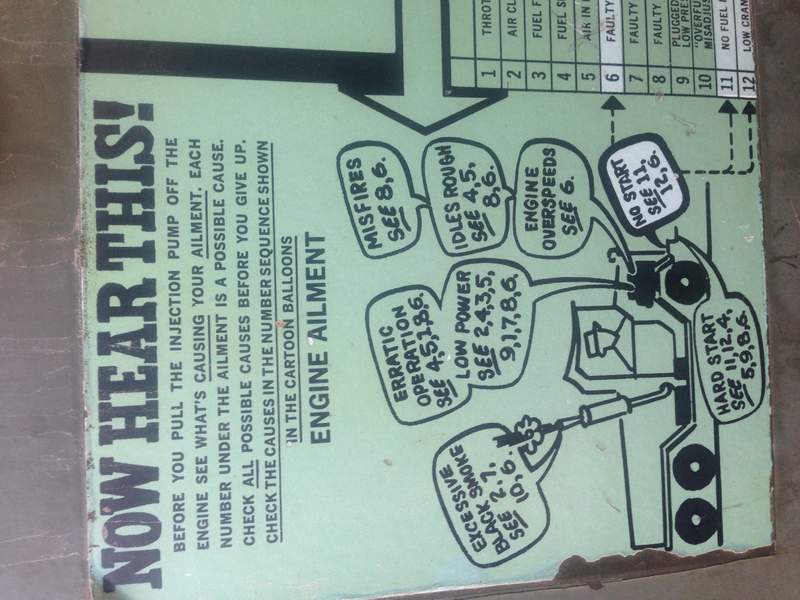 NOW HEAR THIS!
BEFORE YOU PULL THE INJECTION PUMP OFF THE
ENGINE SEE WHAT'S CAUSING YOUR AILMENT. EACH
NUMBER UNDER THE AILMENT IS A POSSIBLE CAUSE.
CHECK ALL POSSIBLE CAUSES BEFORE YOU GIVE UP.
CHECK THE CAUSES IN THE NUMBER SEQUENCE SHOWN
IN THE CARTOON BALLOONS
ENGINE AILMENT
MISFIRES
SEE 8,6.
ERRATIC
OPERATION
SEE 4,5,1,8,6.
IDLES ROUGH
SEE 4,5,
8,6.
LOW POWER
SEE 2,4,3,5,
9,1,7,8,6.
EXCESSIVE
BLACK SMOKE
SEE 2,7,
10,6.
ENGINE
OVERSPEEDS
SEE 6.
NO START
SEE 11,
12,6.
HARD START
SEE 11,12,4,
5,9,8,6.
1 THROT
2 AIR CL
3 FUEL F
4 FUEL S
5 AIR IN
6 FAULTY
7 FAULTY
8 FAULTY
9 PLUGGED
LOW PRES
10 "OVERFU
MISADJUS
11 NO FUEL
12 LOW CRAN